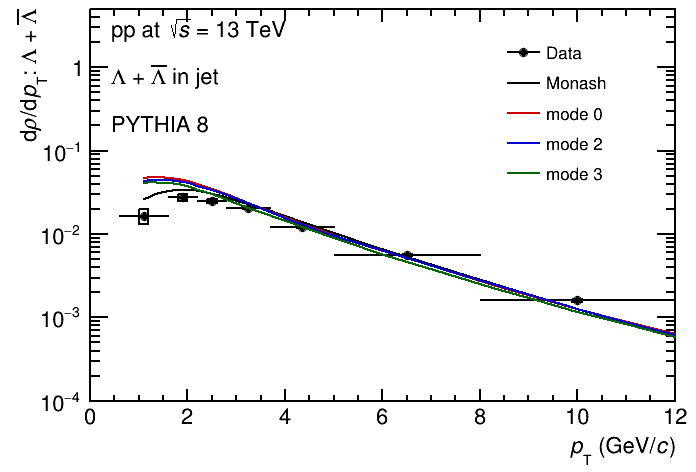 dρ/dp_T: Λ + Λ̅
pp at √s = 13 TeV
Λ + Λ̅ in jet
PYTHIA 8
Data
Monash
mode 0
mode 2
mode 3
1
10⁻¹
10⁻²
10⁻³
10⁻⁴
0 2 4 6 8 10 12
p_T (GeV/c)